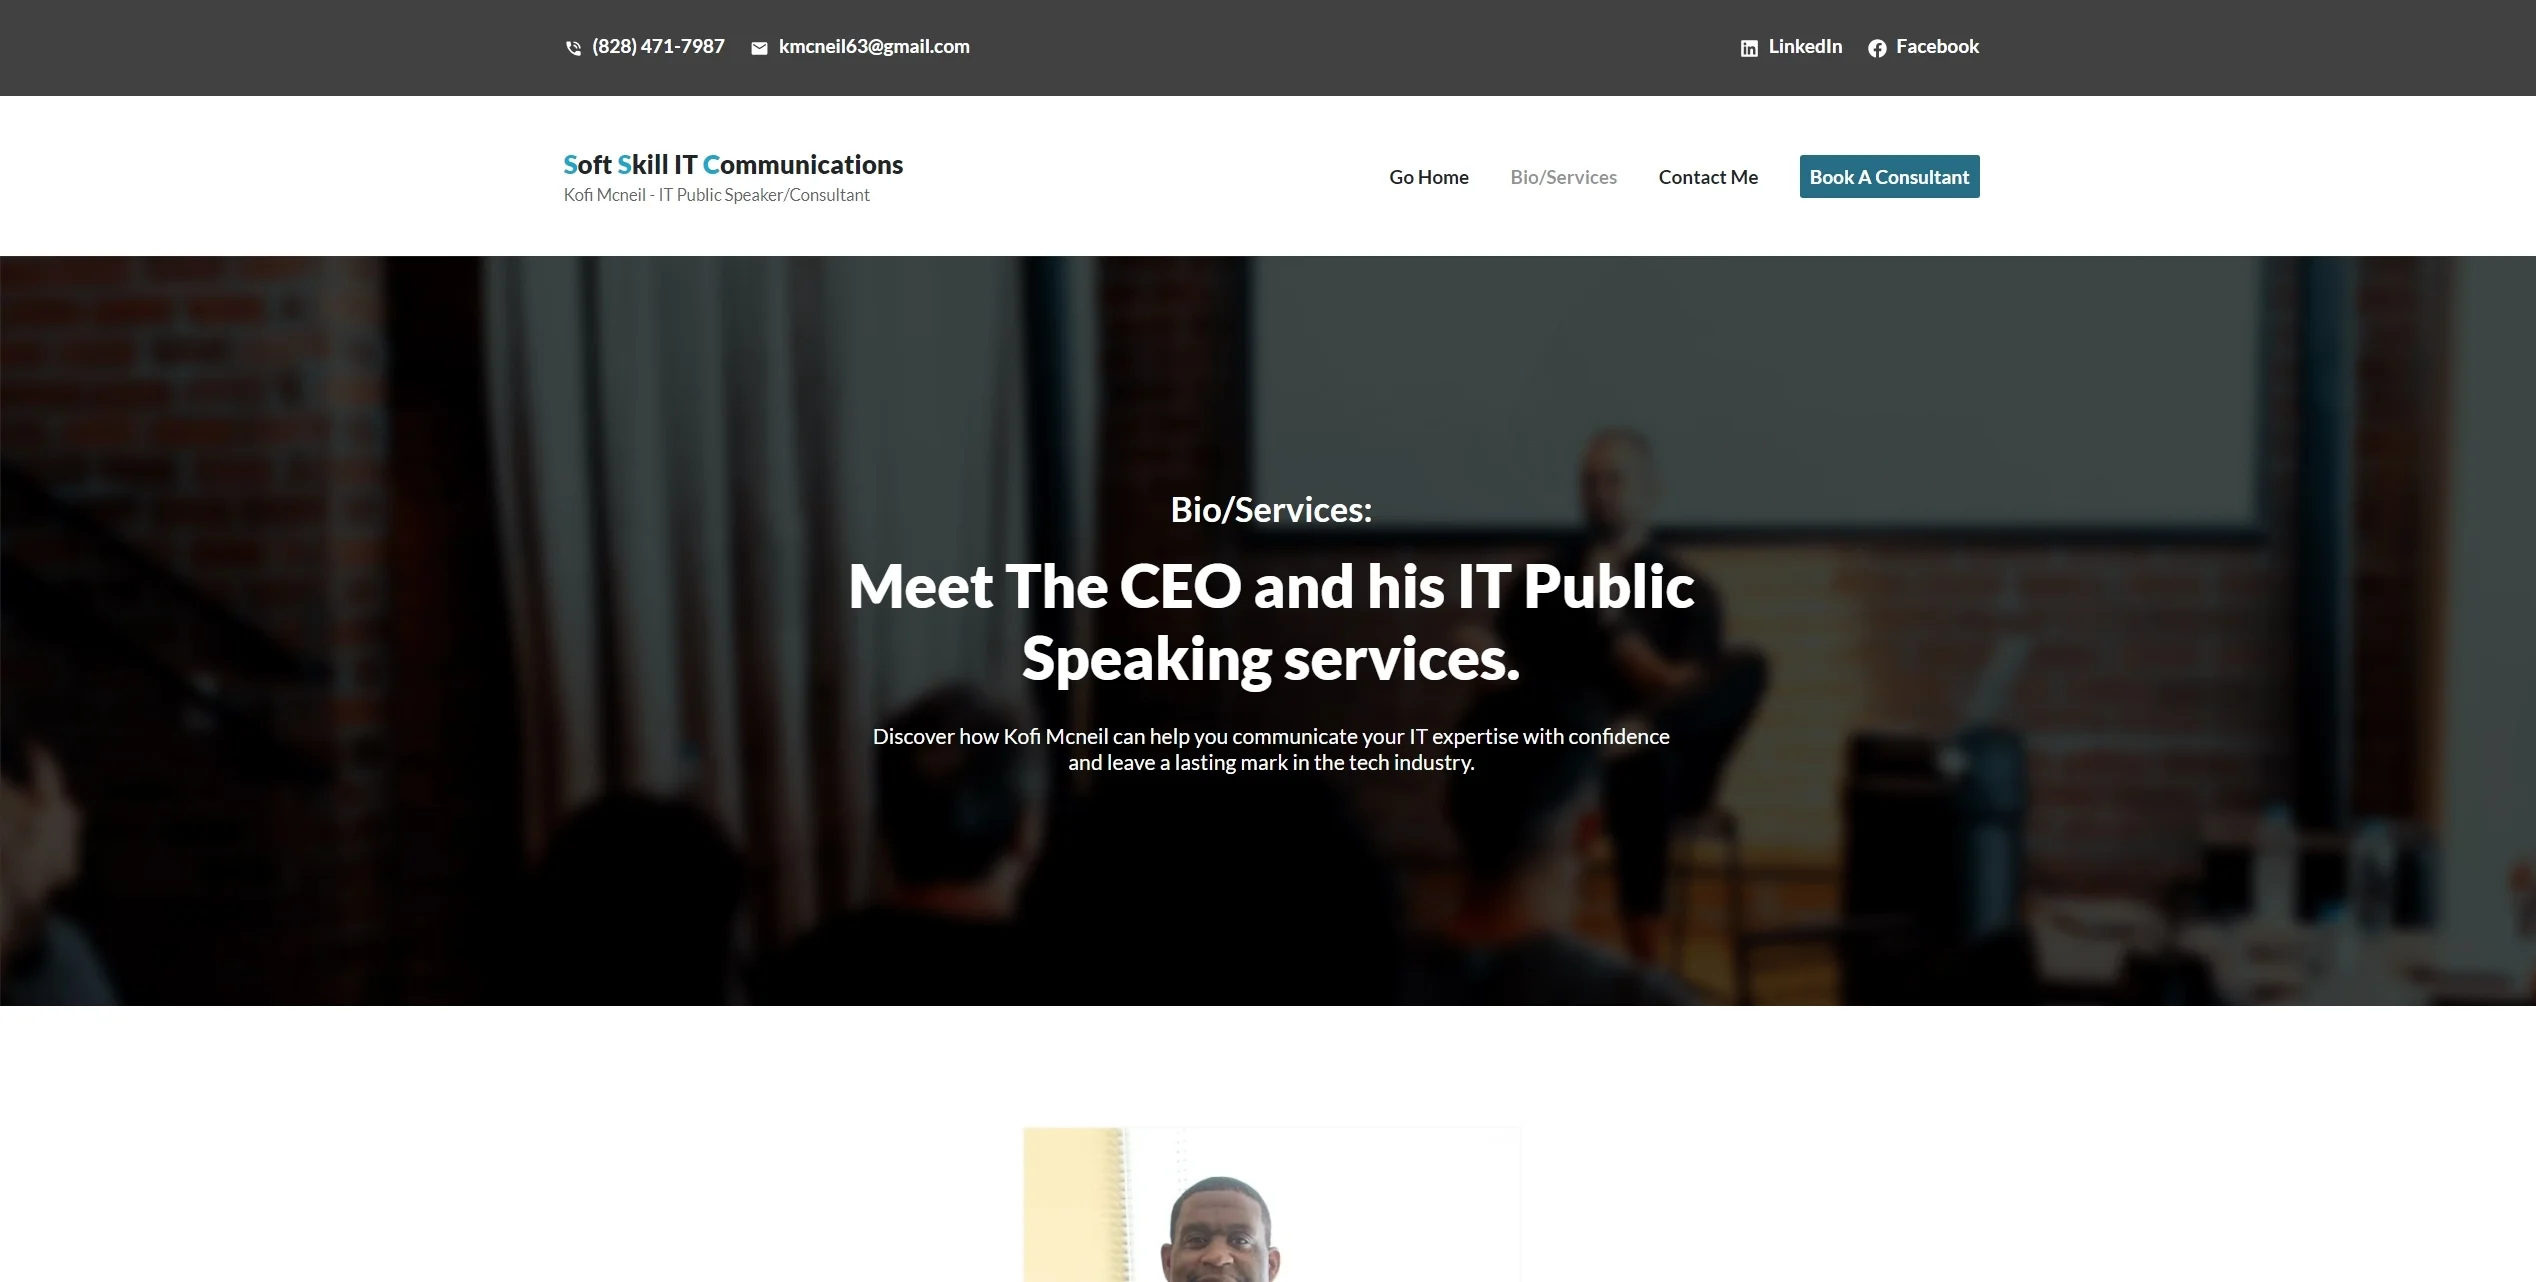 (828) 471-7987 kmcneil63@gmail.com LinkedIn Facebook
Soft Skill IT Communications
Kofi Mcneil - IT Public Speaker/Consultant
Go Home Bio/Services Contact Me Book A Consultant
Bio/Services:
Meet The CEO and his IT Public
Speaking services.
Discover how Kofi Mcneil can help you communicate your IT expertise with confidence
and leave a lasting mark in the tech industry.